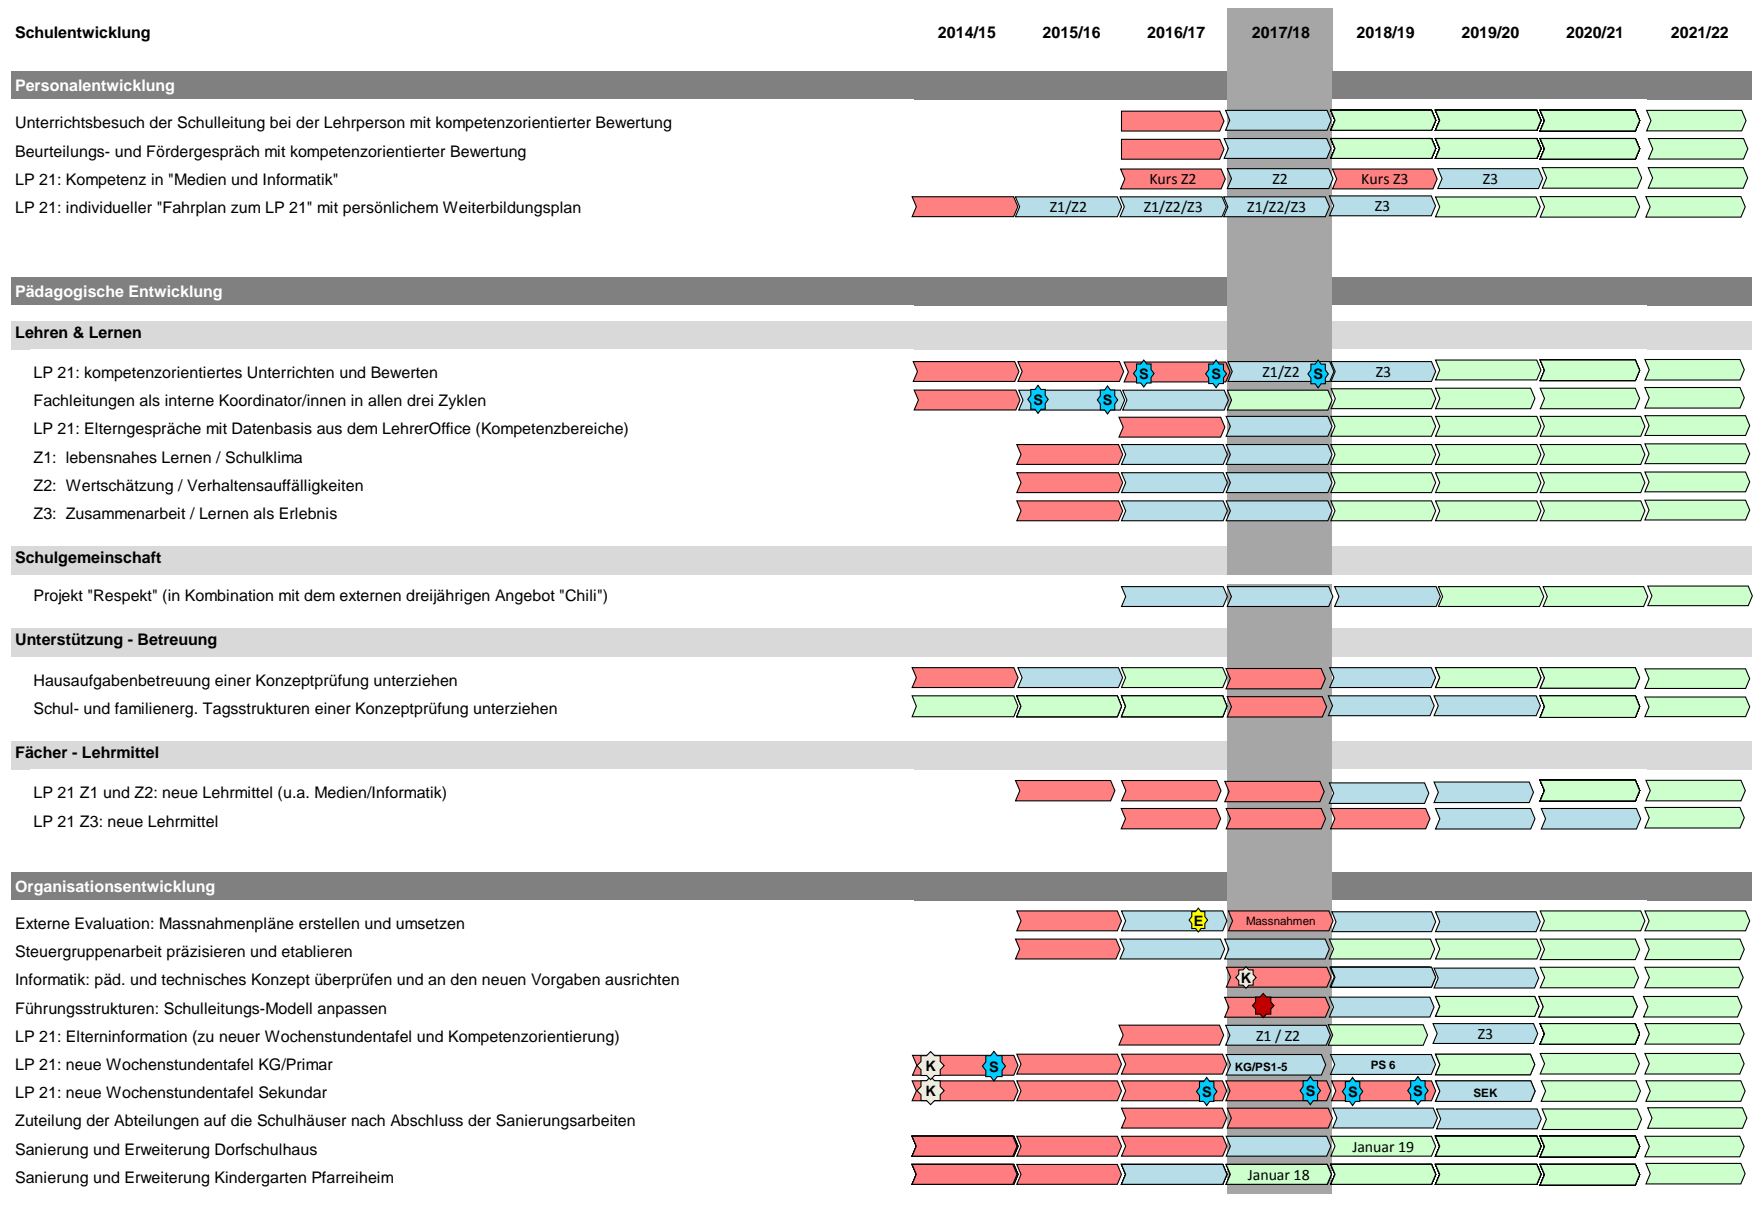 Schulentwicklung 2014/15 2015/16 2016/17 2017/18 2018/19 2019/20 2020/21 2021/22
Personalentwicklung
Unterrichtsbesuch der Schulleitung bei der Lehrperson mit kompetenzorientierter Bewertung
Beurteilungs- und Fördergespräch mit kompetenzorientierter Bewertung
LP 21: Kompetenz in "Medien und Informatik" Kurs Z2 Z2 Kurs Z3 Z3
LP 21: individueller "Fahrplan zum LP 21" mit persönlichem Weiterbildungsplan Z1/Z2 Z1/Z2/Z3 Z1/Z2/Z3 Z3
Pädagogische Entwicklung
Lehren & Lernen
LP 21: kompetenzorientiertes Unterrichten und Bewerten S S Z1/Z2 S Z3
Fachleitungen als interne Koordinator/innen in allen drei Zyklen S S
LP 21: Elterngespräche mit Datenbasis aus dem LehrerOffice (Kompetenzbereiche)
Z1: lebensnahes Lernen / Schulklima
Z2: Wertschätzung / Verhaltensauffälligkeiten
Z3: Zusammenarbeit / Lernen als Erlebnis
Schulgemeinschaft
Projekt "Respekt" (in Kombination mit dem externen dreijährigen Angebot "Chili")
Unterstützung - Betreuung
Hausaufgabenbetreuung einer Konzeptprüfung unterziehen
Schul- und familienerg. Tagsstrukturen einer Konzeptprüfung unterziehen
Fächer - Lehrmittel
LP 21 Z1 und Z2: neue Lehrmittel (u.a. Medien/Informatik)
LP 21 Z3: neue Lehrmittel
Organisationsentwicklung
Externe Evaluation: Massnahmenpläne erstellen und umsetzen E Massnahmen
Steuergruppenarbeit präzisieren und etablieren
Informatik: päd. und technisches Konzept überprüfen und an den neuen Vorgaben ausrichten K
Führungsstrukturen: Schulleitungs-Modell anpassen
LP 21: Elterninformation (zu neuer Wochenstundentafel und Kompetenzorientierung) Z1 / Z2 Z3
LP 21: neue Wochenstundentafel KG/Primar K S KG/PS1-5 PS 6
LP 21: neue Wochenstundentafel Sekundar K S S S S SEK
Zuteilung der Abteilungen auf die Schulhäuser nach Abschluss der Sanierungsarbeiten
Sanierung und Erweiterung Dorfschulhaus Januar 19
Sanierung und Erweiterung Kindergarten Pfarreiheim Januar 18